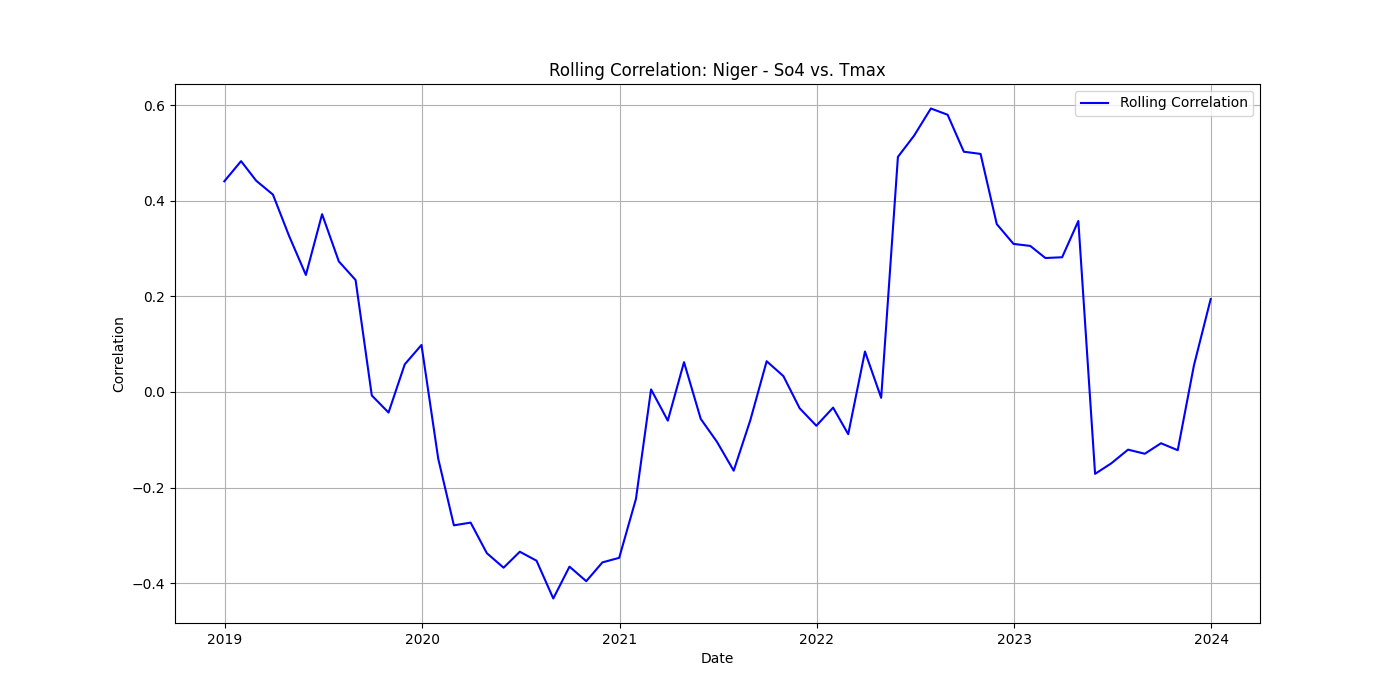 Rolling Correlation: Niger - So4 vs. Tmax
Rolling Correlation
0.6
0.4
0.2
0.0
−0.2
−0.4
Correlation
2019 2020 2021 2022 2023 2024
Date